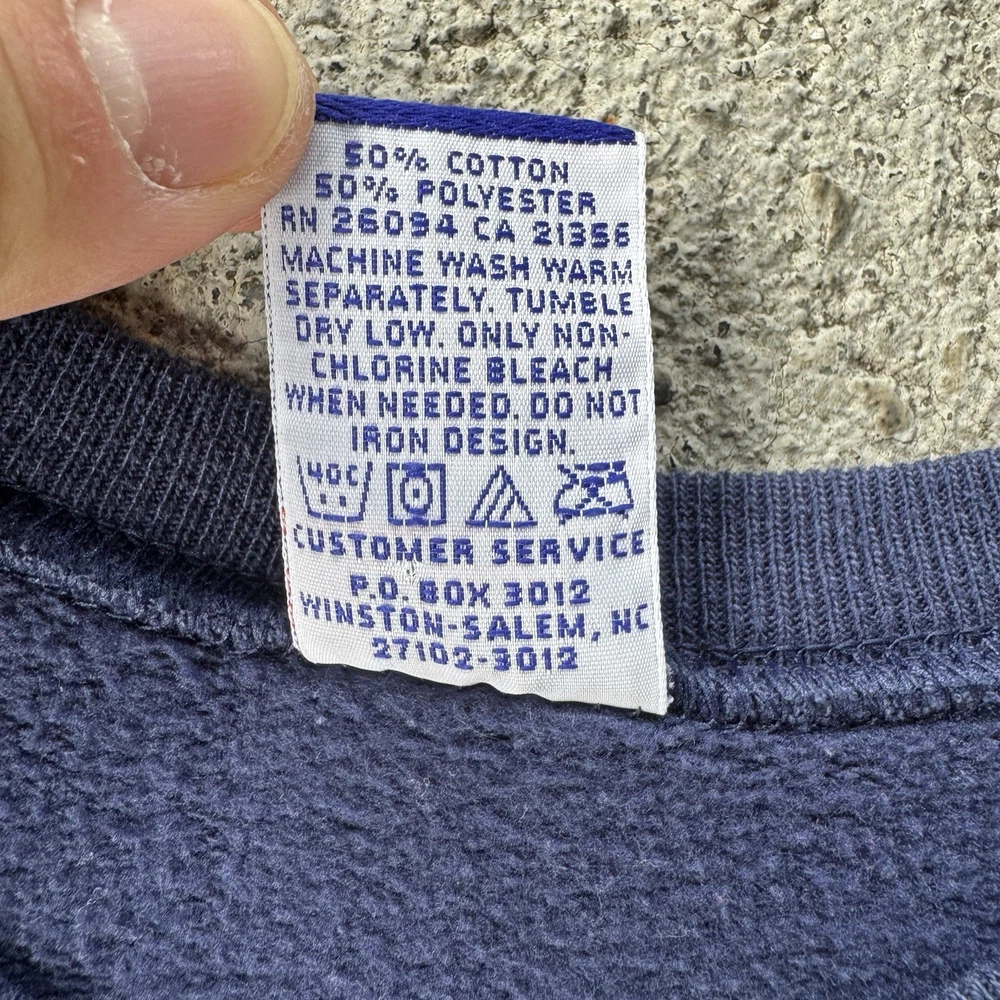 50% COTTON
50% POLYESTER
RN 26094 CA 21356
MACHINE WASH WARM
SEPARATELY. TUMBLE
DRY LOW. ONLY NON-
CHLORINE BLEACH
WHEN NEEDED. DO NOT
IRON DESIGN.
40C
CUSTOMER SERVICE
P.O. BOX 3012
WINSTON-SALEM, NC
27102-3012